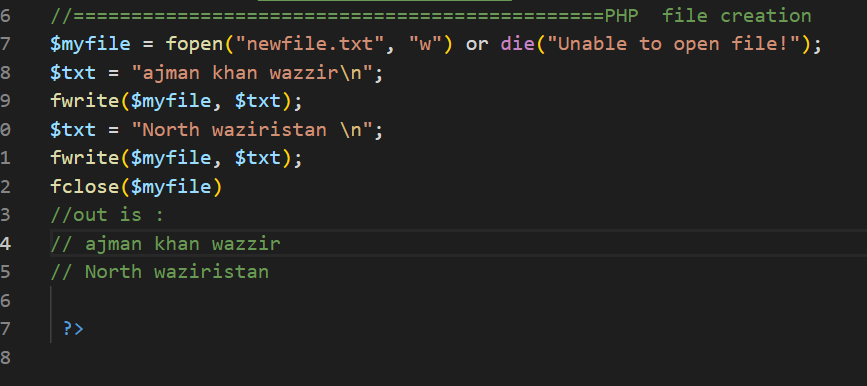 6 //==============================================PHP  file creation
7 $myfile = fopen("newfile.txt", "w") or die("Unable to open file!");
8 $txt = "ajman khan wazzir\n";
9 fwrite($myfile, $txt);
0 $txt = "North waziristan \n";
1 fwrite($myfile, $txt);
2 fclose($myfile)
3 //out is :
4 // ajman khan wazzir
5 // North waziristan
6
7 ?>
8